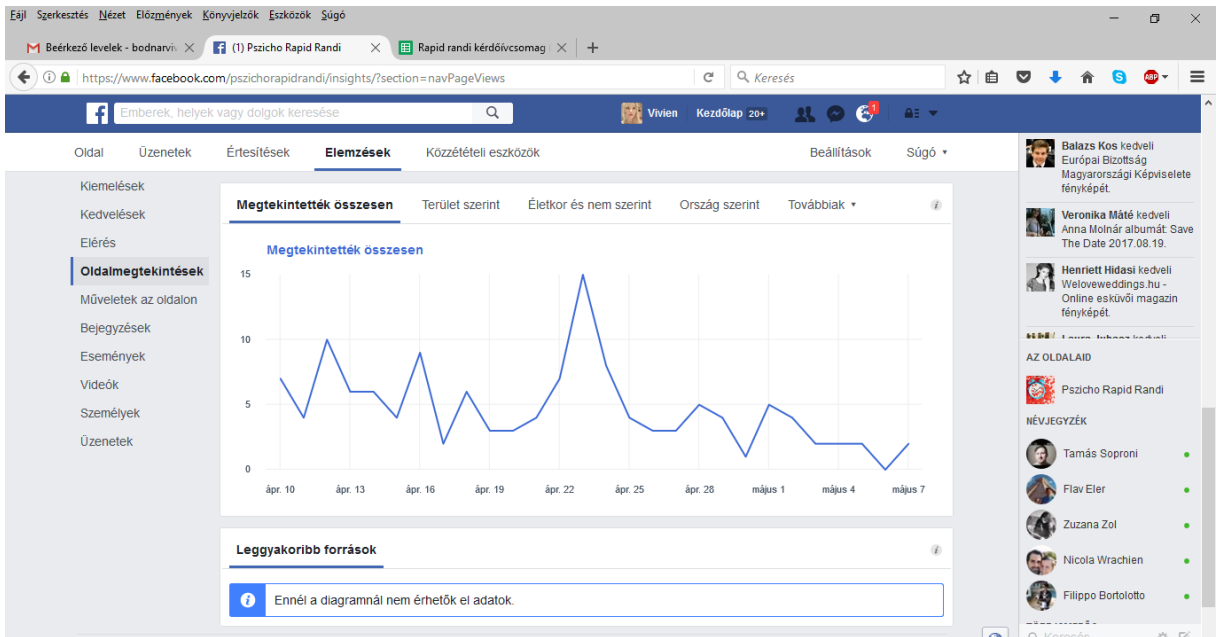 Fájl Szerkesztés Nézet Előzmények Könyvjelzők Eszközök Súgó
Beérkező levelek - bodnarviv
(1) Pszicho Rapid Randi
Rapid randi kérdőívcsomag
https://www.facebook.com/pszichorapidrandi/insights/?section=navPageViews
Keresés
ABP
Emberek, helyek vagy dolgok keresése
Vivien Kezdőlap 20+
1
Oldal Üzenetek Értesítések Elemzések Közzétételi eszközök Beállítások Súgó
Kiemelések
Kedvelések
Elérés
Oldalmegtekintések
Műveletek az oldalon
Bejegyzések
Események
Videók
Személyek
Üzenetek
Megtekintették összesen Terület szerint Életkor és nem szerint Ország szerint Továbbiak
Megtekintették összesen
15
10
5
0
ápr. 10 ápr. 13 ápr. 16 ápr. 19 ápr. 22 ápr. 25 ápr. 28 május 1 május 4 május 7
Leggyakoribb források
Ennél a diagramnál nem érhetők el adatok.
Balazs Kos kedveli
Európai Bizottság
Magyarországi Képviselete
fényképét.
Veronika Máté kedveli
Anna Molnár albumát: Save
The Date 2017.08.19.
Henriett Hidasi kedveli
Weloveweddings.hu -
Online esküvői magazin
fényképét.
AZ OLDALAID
Pszicho Rapid Randi
NÉVJEGYZÉK
Tamás Soproni
Flav Eler
Zuzana Zol
Nicola Wrachien
Filippo Bortolotto
Keresés